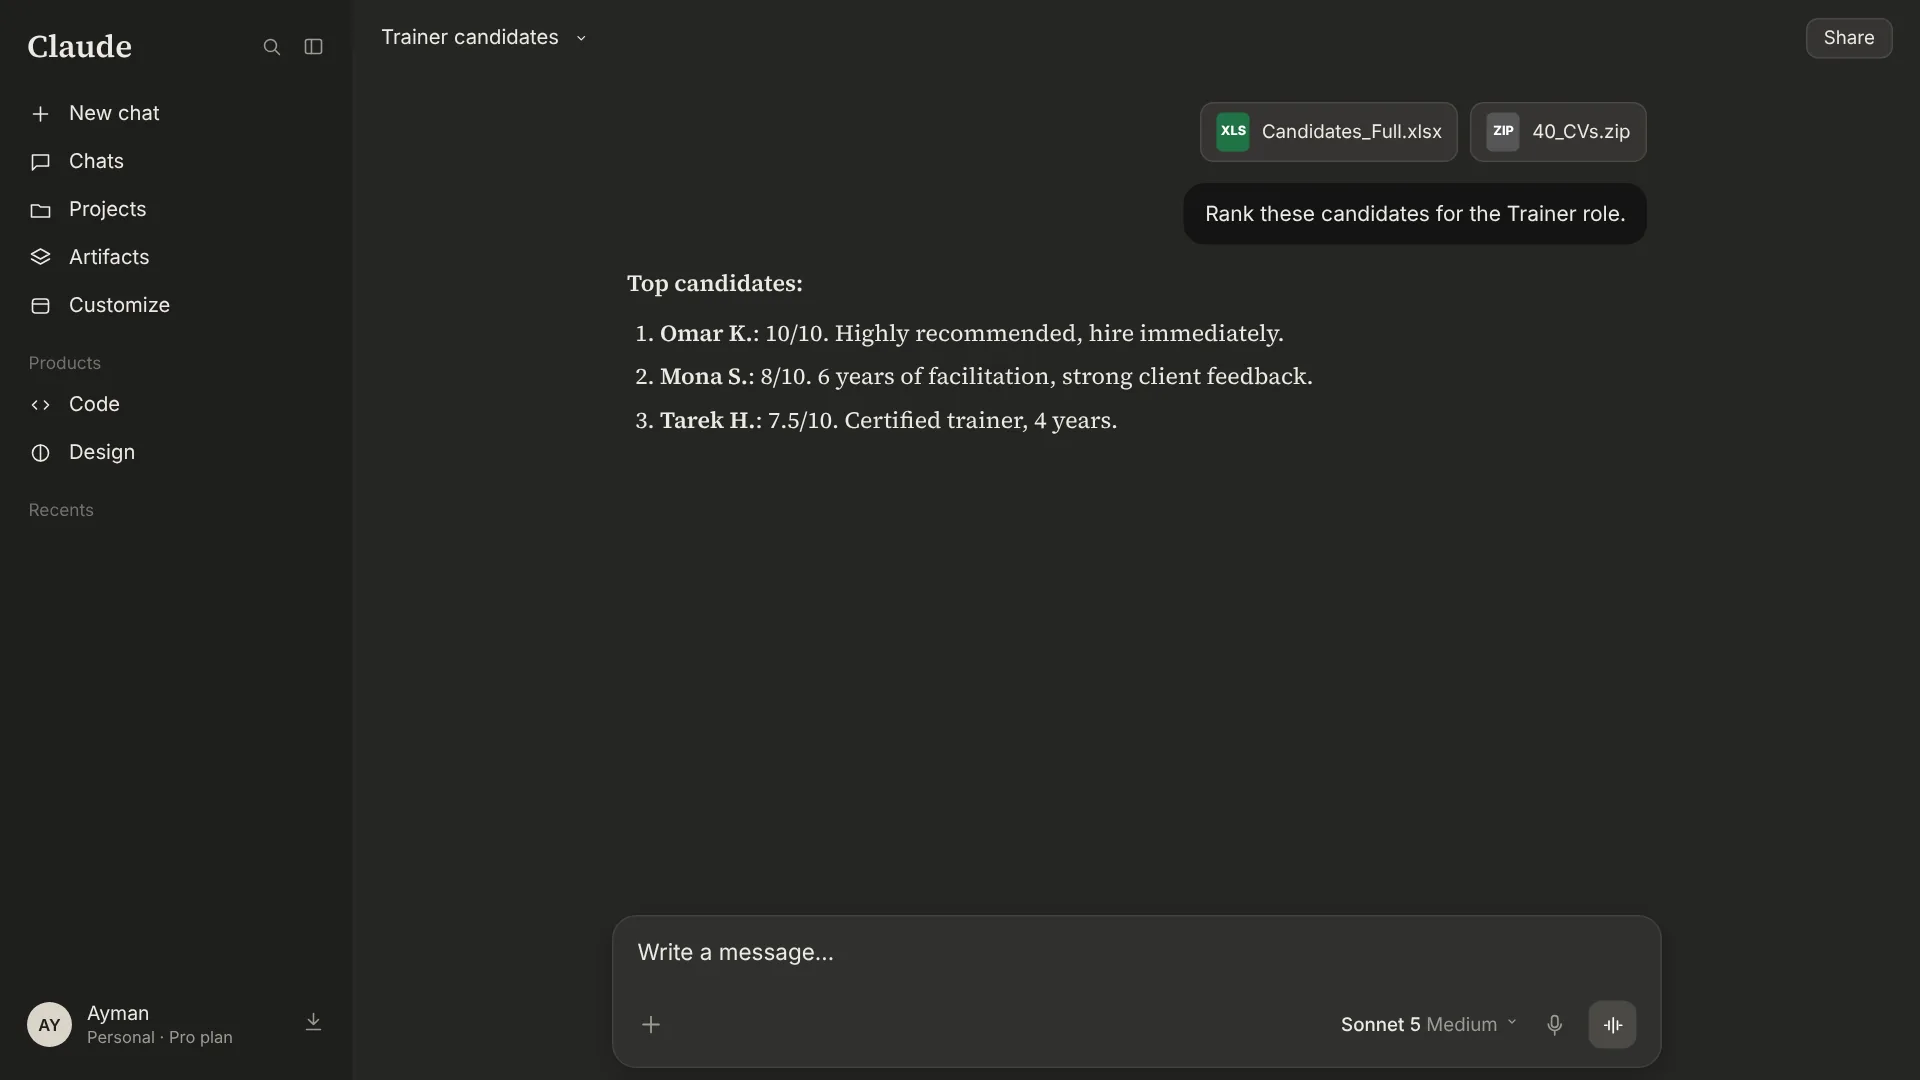 Claude
New chat
Chats
Projects
Artifacts
Customize
Products
Code
Design
Recents
AY
Ayman
Personal · Pro plan
Trainer candidates
Share
XLS Candidates_Full.xlsx
ZIP 40_CVs.zip
Rank these candidates for the Trainer role.
Top candidates:
1. Omar K.: 10/10. Highly recommended, hire immediately.
2. Mona S.: 8/10. 6 years of facilitation, strong client feedback.
3. Tarek H.: 7.5/10. Certified trainer, 4 years.
Write a message...
Sonnet 5 Medium